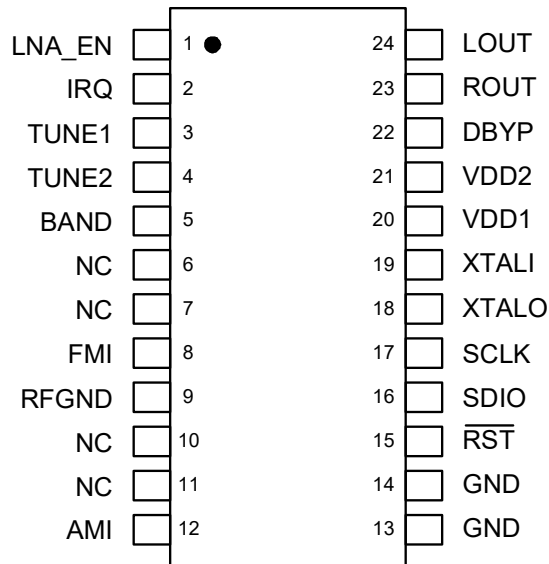 LNA_EN 1 24 LOUT
IRQ 2 23 ROUT
TUNE1 3 22 DBYP
TUNE2 4 21 VDD2
BAND 5 20 VDD1
NC 6 19 XTALI
NC 7 18 XTALO
FMI 8 17 SCLK
RFGND 9 16 SDIO
NC 10 15 RST
NC 11 14 GND
AMI 12 13 GND